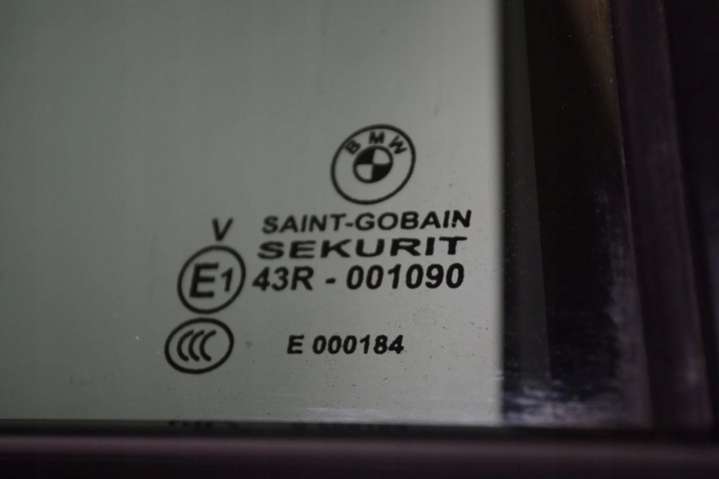 BMW
SAINT-GOBAIN
V SEKURIT
E1 43R - 001090
CCC E 000184